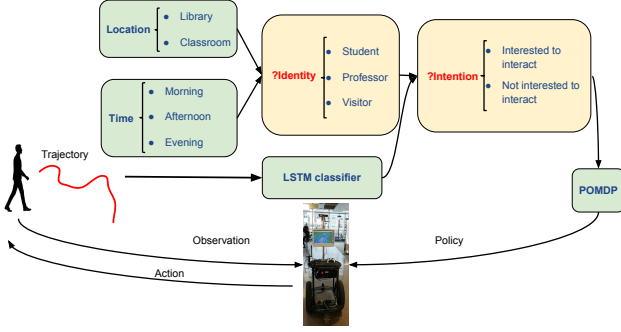 Location
Library
Classroom
Time
Morning
Afternoon
Evening
?Identity
Student
Professor
Visitor
?Intention
Interested to
interact
Not interested to
interact
Trajectory
LSTM classifier
POMDP
Observation
Policy
Action